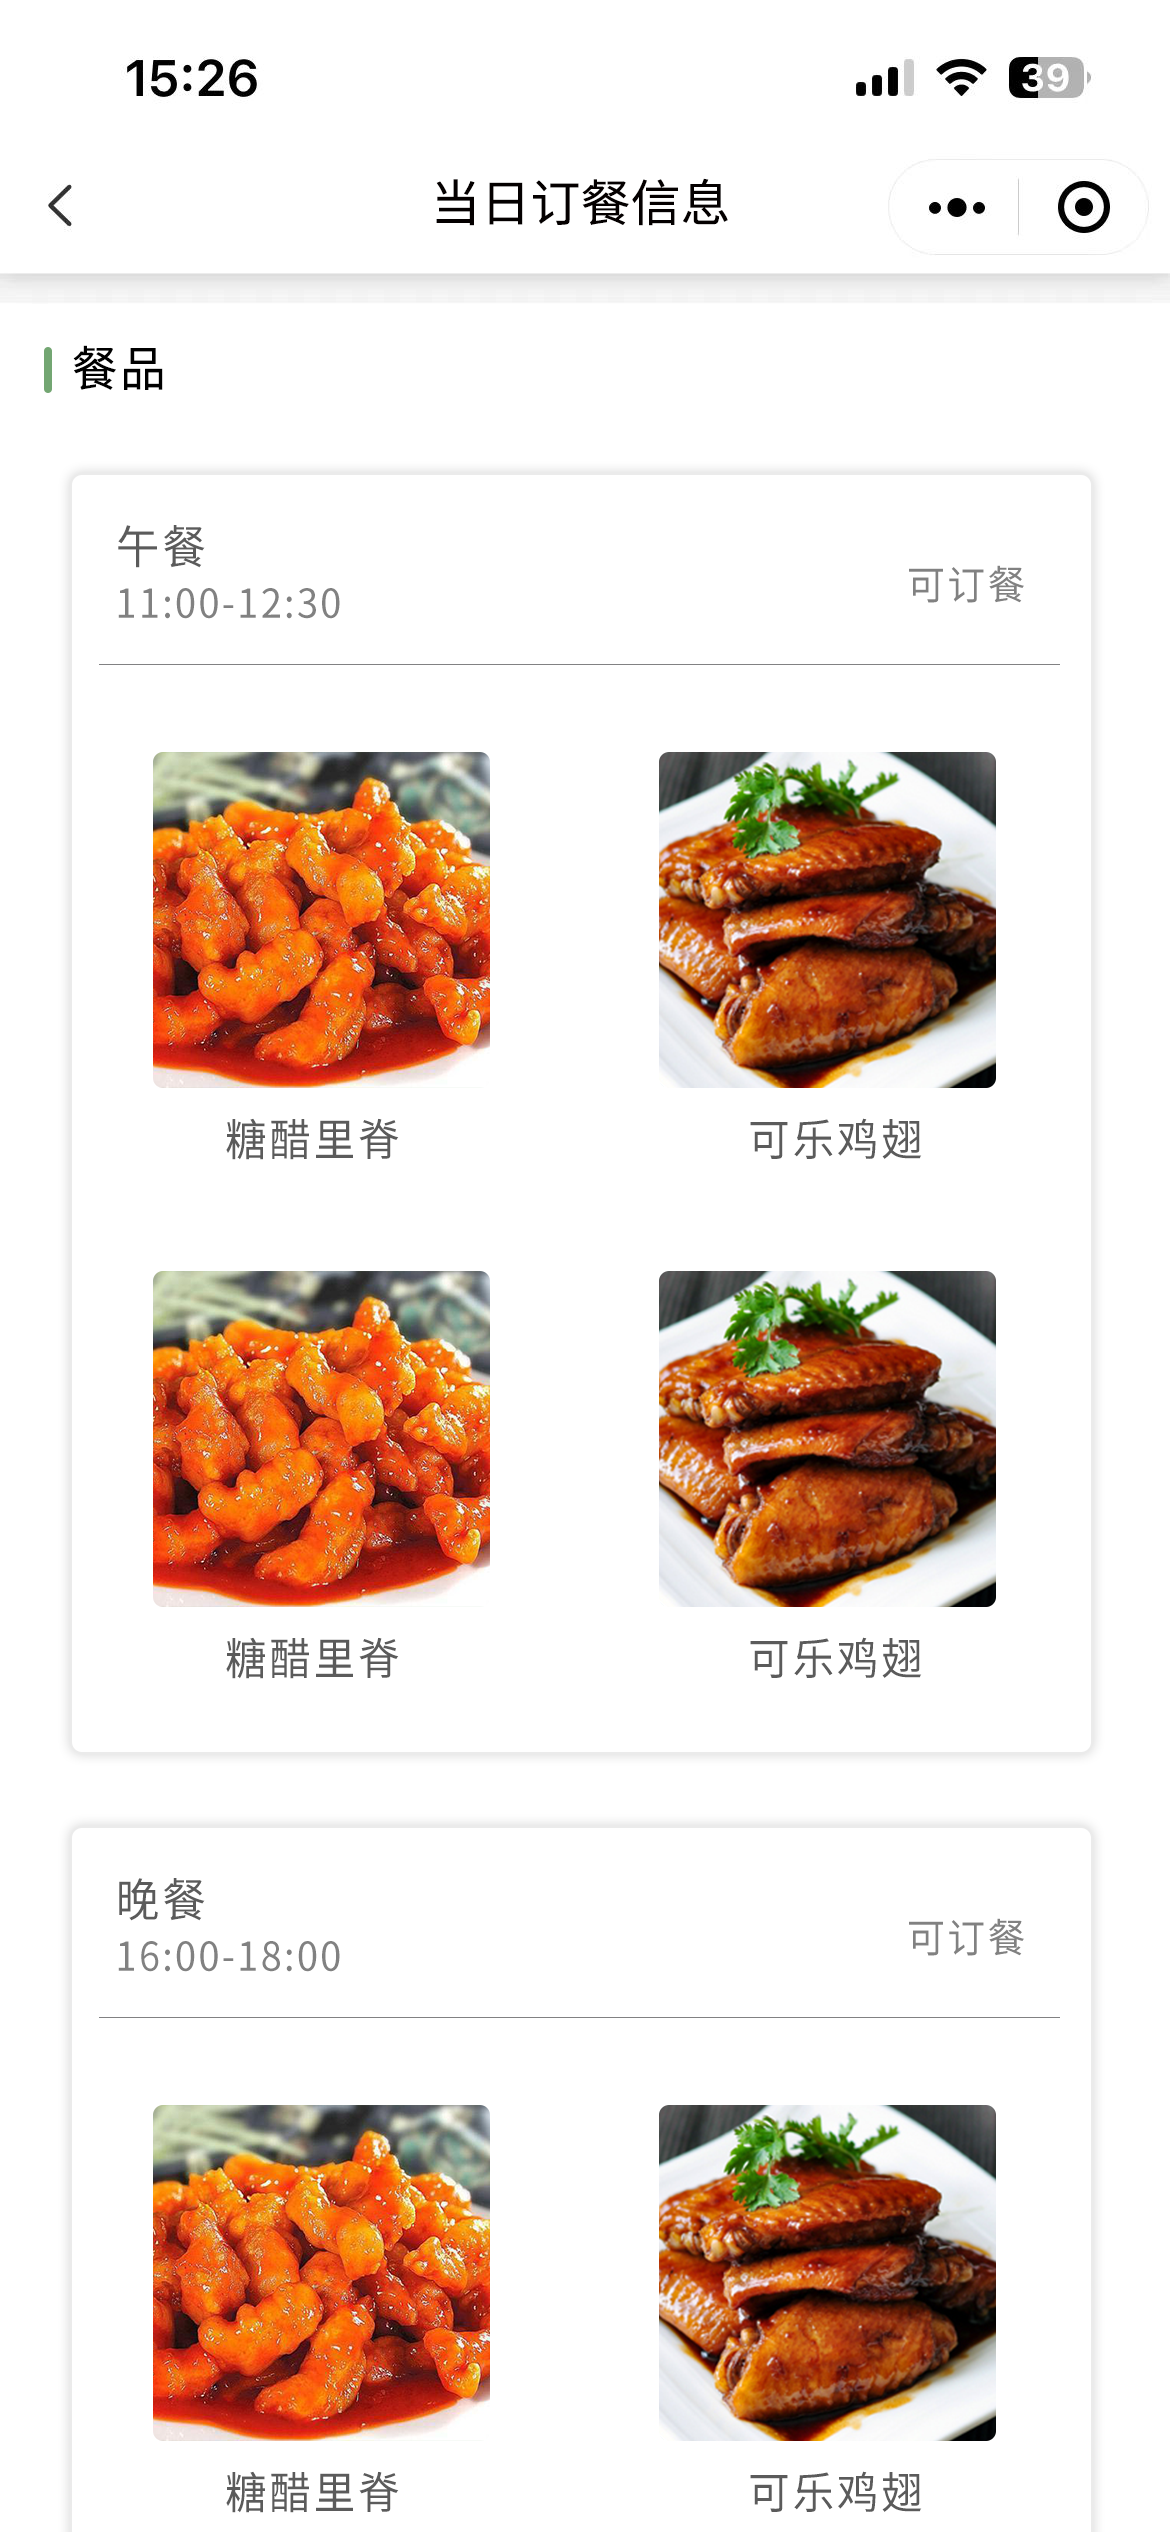 15:26
39
当日订餐信息
餐品
午餐
11:00-12:30
可订餐
糖醋里脊
可乐鸡翅
糖醋里脊
可乐鸡翅
晚餐
16:00-18:00
可订餐
糖醋里脊
可乐鸡翅